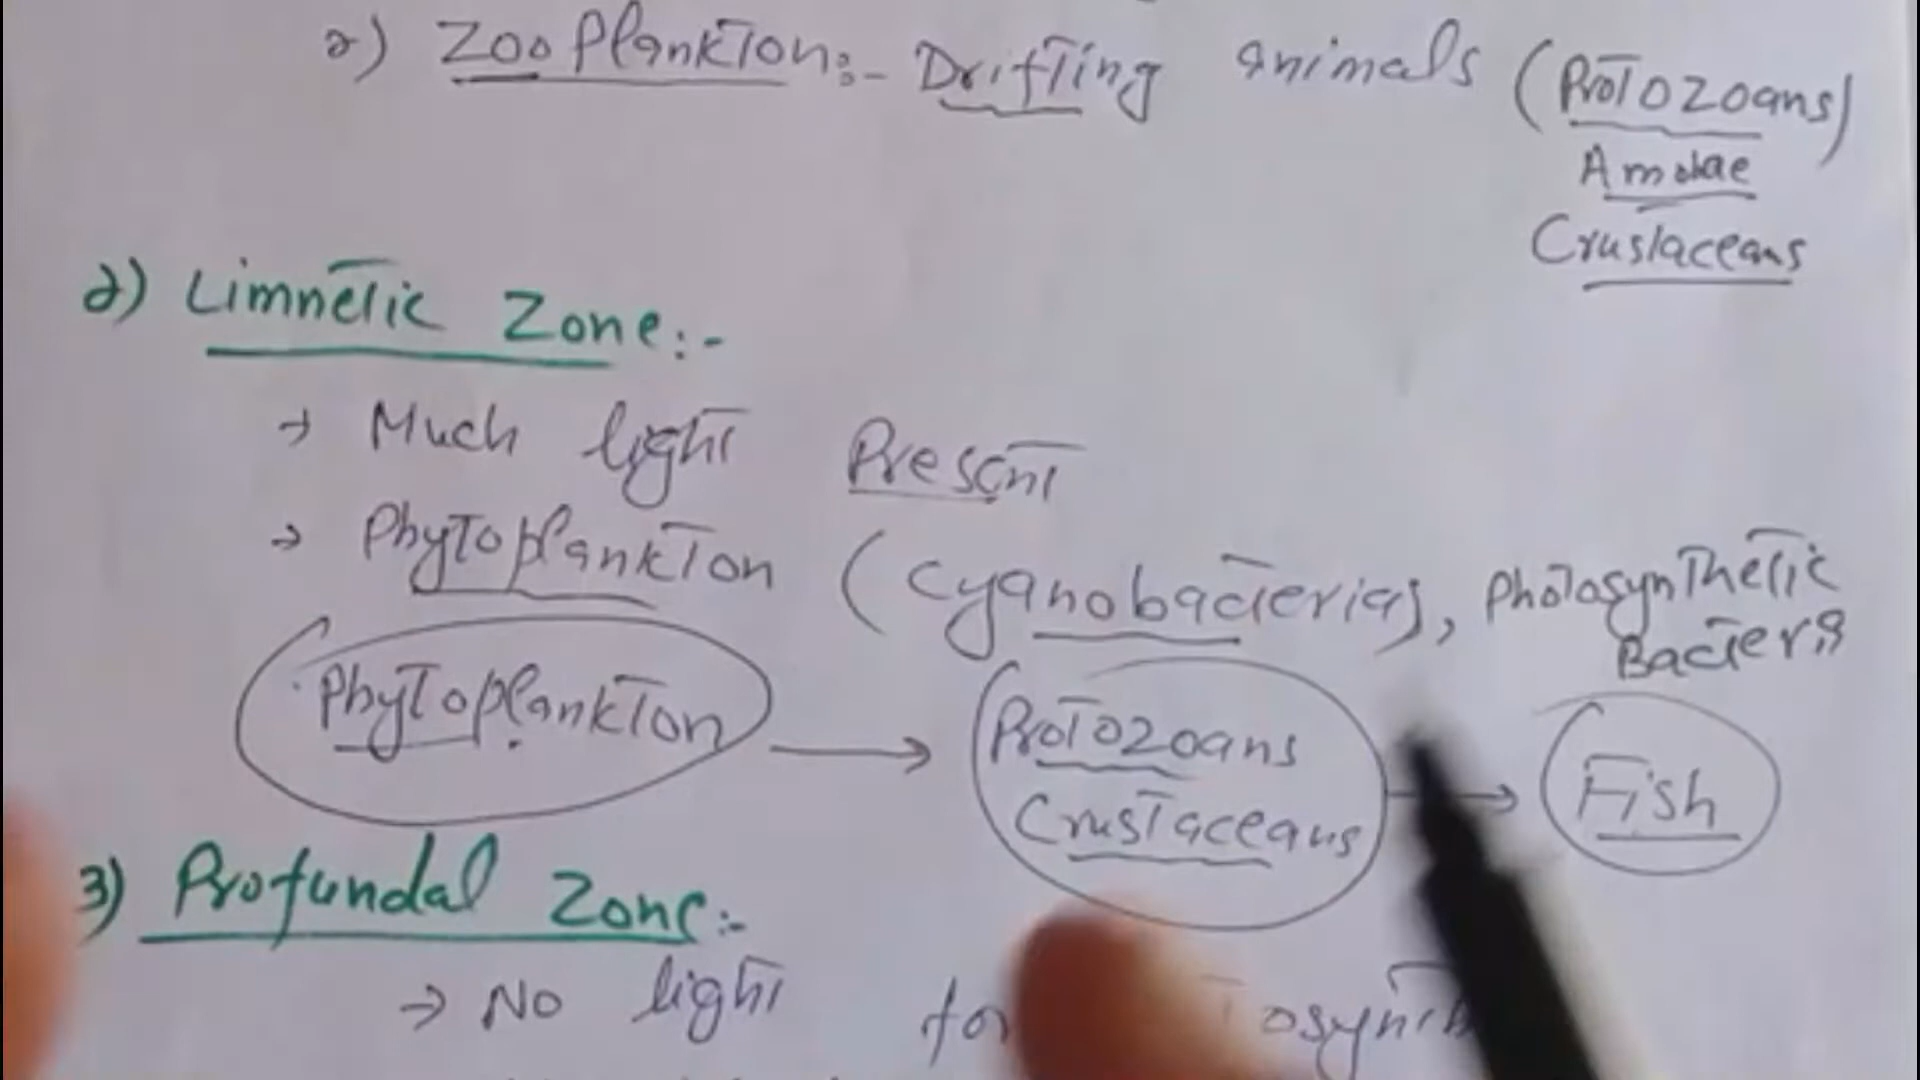 2) Zooplankton:- Drifting animals (Protozoans)
Amobae
Crustaceans
2) Limnetic Zone:-
→ Much light Present
→ Phytoplankton (Cyanobacterias), Photosynthetic
Bacteria
Phytoplankton → Protozoans
Crustaceans → Fish
3) Profundal Zone:-
→ No light